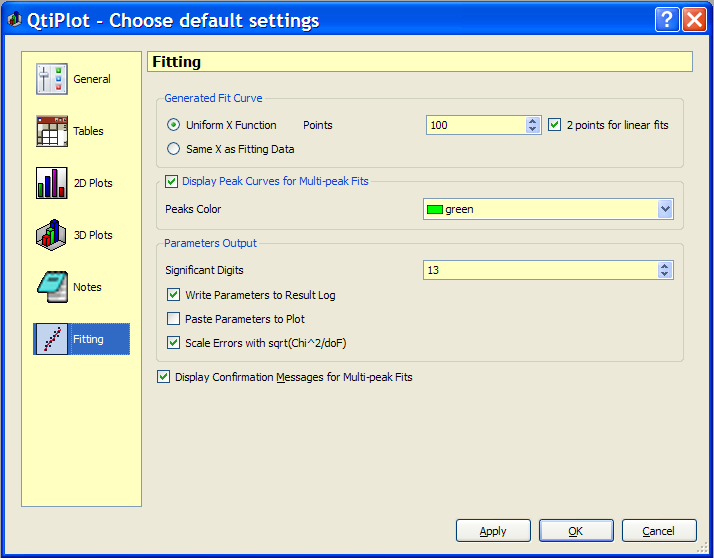 QtiPlot - Choose default settings
General
Tables
2D Plots
3D Plots
Notes
Fitting
Fitting
Generated Fit Curve
Uniform X Function Points 100 2 points for linear fits
Same X as Fitting Data
Display Peak Curves for Multi-peak Fits
Peaks Color green
Parameters Output
Significant Digits 13
Write Parameters to Result Log
Paste Parameters to Plot
Scale Errors with sqrt(Chi^2/doF)
Display Confirmation Messages for Multi-peak Fits
Apply OK Cancel